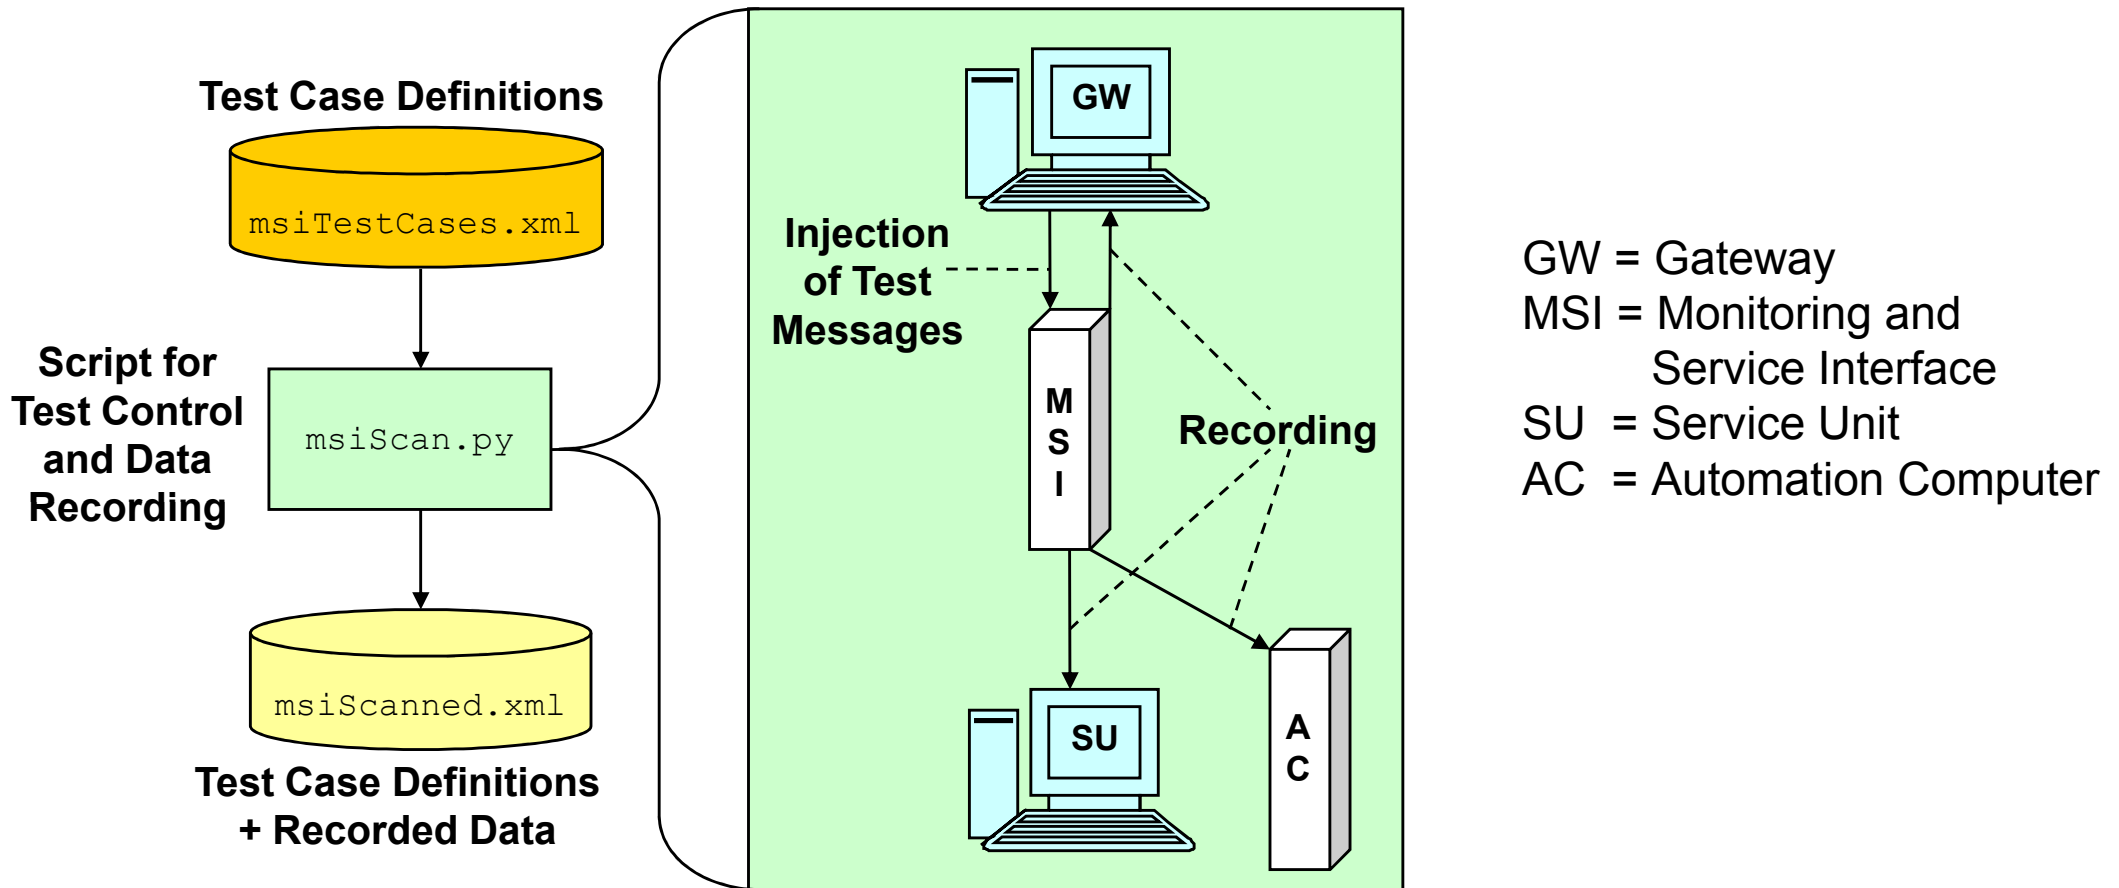 Test Case Definitions
msiTestCases.xml
Script for
Test Control
and Data
Recording
msiScan.py
msiScanned.xml
Test Case Definitions
+ Recorded Data
GW
Injection
of Test
Messages
M
S
I
Recording
SU
A
C
GW = Gateway
MSI = Monitoring and
Service Interface
SU = Service Unit
AC = Automation Computer